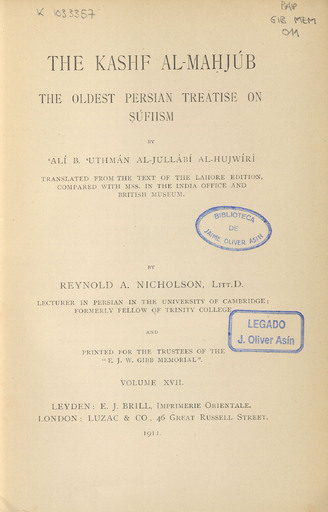 K 1033357
PAP
GIB MEM
011
THE KASHF AL-MAḤJÚB
THE OLDEST PERSIAN TREATISE ON
ṢÚFIISM
BY
‘ALÍ B. ‘UTHMÁN AL-JULLÁBÍ AL-HUJWÍRÍ
TRANSLATED FROM THE TEXT OF THE LAHORE EDITION,
COMPARED WITH MSS. IN THE INDIA OFFICE AND
BRITISH MUSEUM.
BIBLIOTECA
DE
JAIME OLIVER ASÍN
BY
REYNOLD A. NICHOLSON, LITT.D.
LECTURER IN PERSIAN IN THE UNIVERSITY OF CAMBRIDGE;
FORMERLY FELLOW OF TRINITY COLLEGE
LEGADO
J. Oliver Asín
AND
PRINTED FOR THE TRUSTEES OF THE
"E. J. W. GIBB MEMORIAL".
VOLUME XVII.
LEYDEN: E. J. BRILL, IMPRIMERIE ORIENTALE.
LONDON: LUZAC & CO., 46 GREAT RUSSELL STREET.
1911.